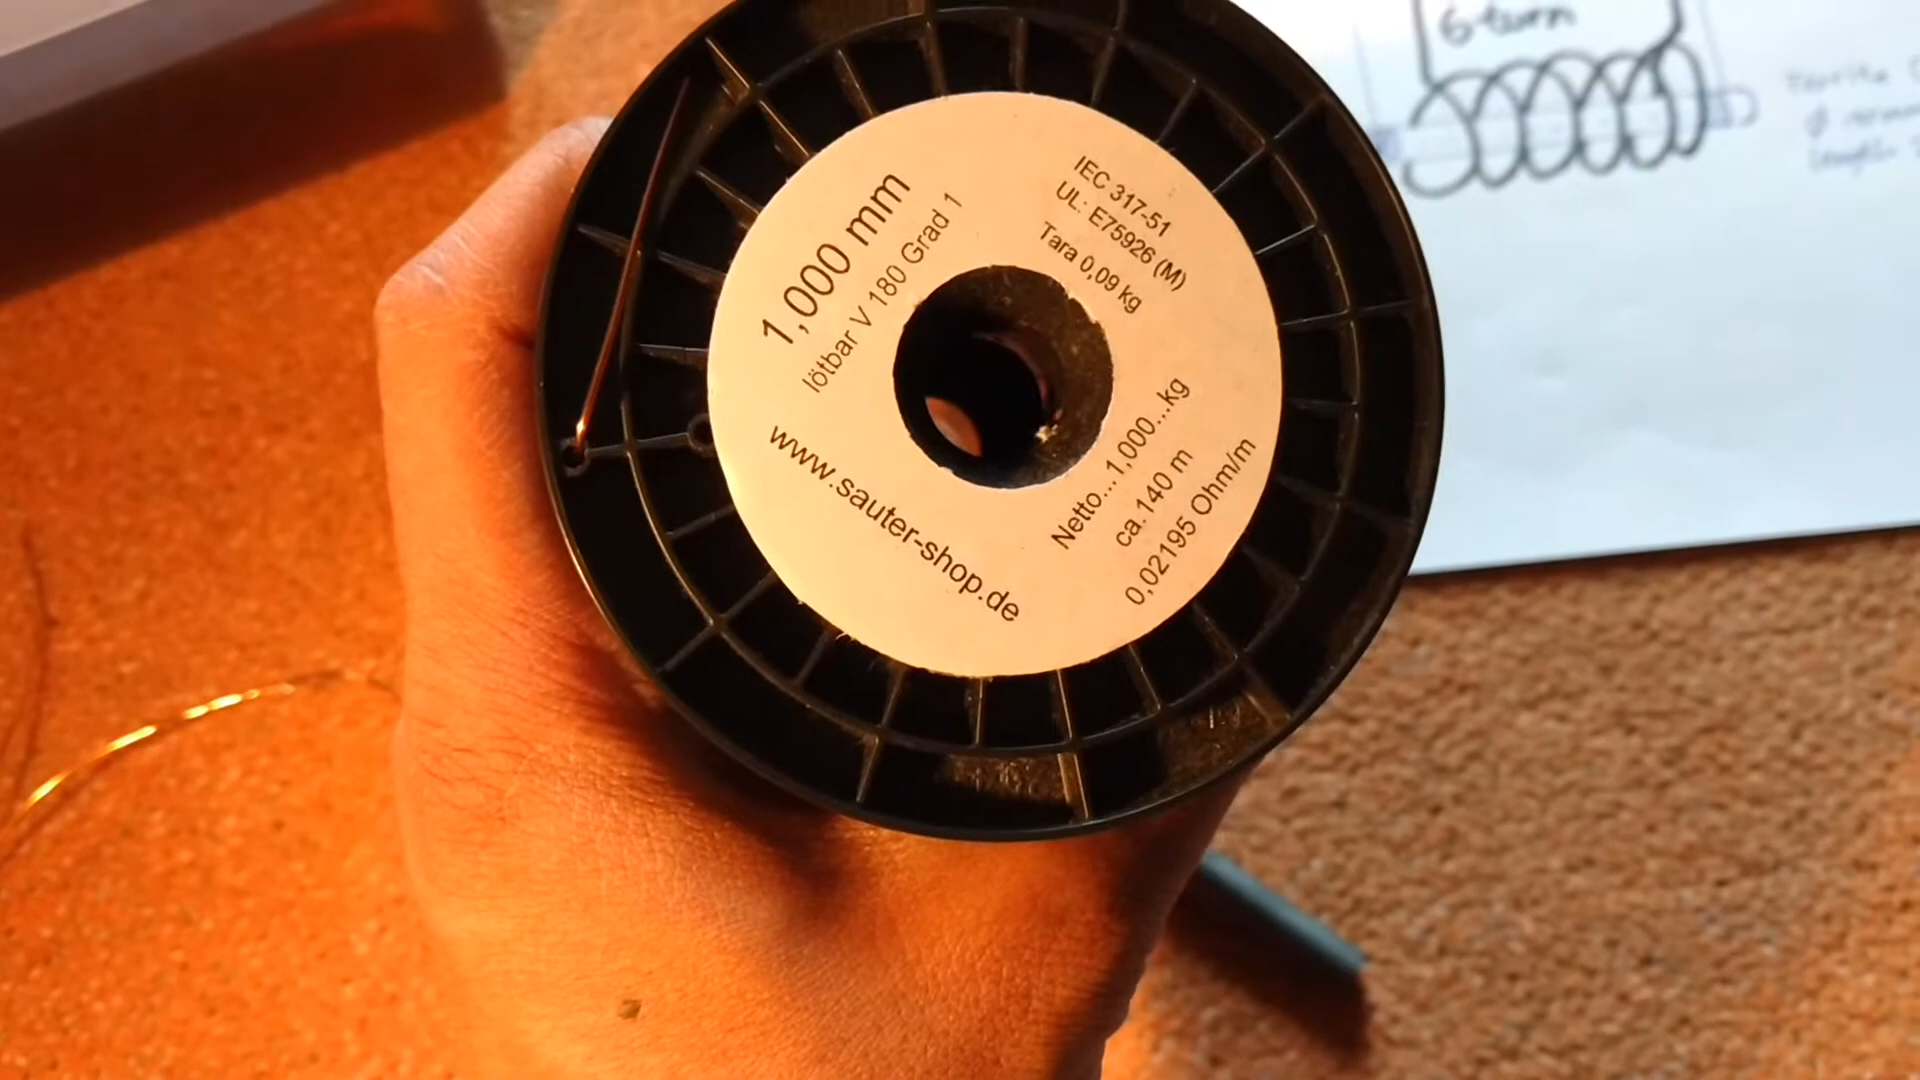 1,000 mm
lötbar V 180 Grad 1
IEC 317-51
UL: E75926 (M)
Tara 0,09 kg
www.sauter-shop.de
Netto... 1,000...kg
ca. 140 m
0,02195 Ohm/m
6-turn
length